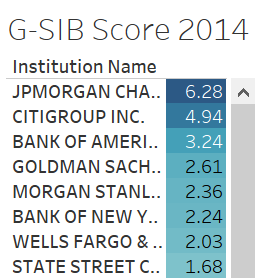 G-SIB Score 2014
Institution Name
JPMORGAN CHA.. 6.28
CITIGROUP INC. 4.94
BANK OF AMERI.. 3.24
GOLDMAN SACH.. 2.61
MORGAN STANL.. 2.36
BANK OF NEW Y.. 2.24
WELLS FARGO & .. 2.03
STATE STREET C.. 1.68